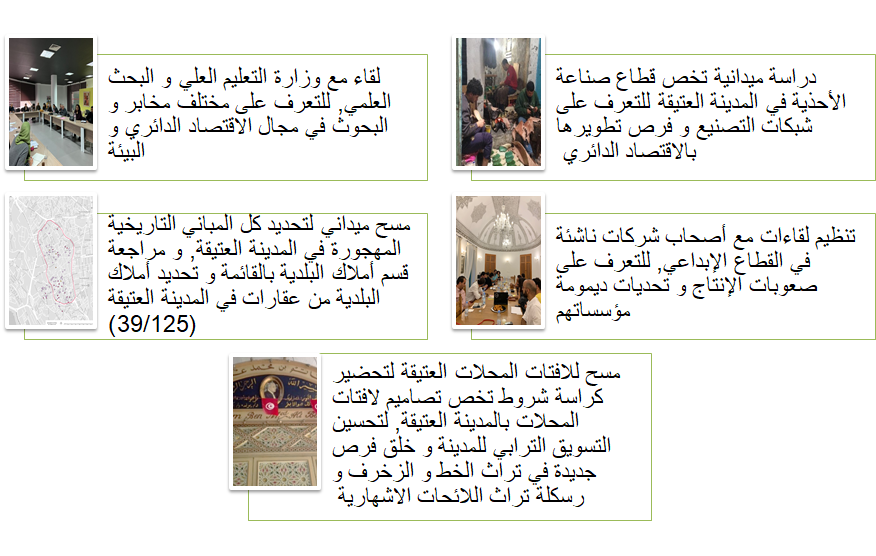 دراسة ميدانية تخص قطاع صناعة
الأحذية في المدينة العتيقة للتعرف على
شبكات التصنيع و فرص تطويرها
بالاقتصاد الدائري
لقاء مع وزارة التعليم العلي و البحث
العلمي, للتعرف على مختلف مخابر و
البحوث في مجال الاقتصاد الدائري و
البيئة
تنظيم لقاءات مع أصحاب شركات ناشئة
في القطاع الإبداعي, للتعرف على
صعوبات الإنتاج و تحديات ديمومة
مؤسساتهم
مسح ميداني لتحديد كل المباني التاريخية
المهجورة في المدينة العتيقة, و مراجعة
قسم أملاك البلدية بالقائمة و تحديد أملاك
البلدية من عقارات في المدينة العتيقة
(39/125)
مسح للافتات المحلات العتيقة لتحضير
كراسة شروط تخص تصاميم لافتات
المحلات بالمدينة العتيقة, لتحسين
التسويق الترابي للمدينة و خلق فرص
جديدة في تراث الخط و الزخرف و
رسكلة تراث اللائحات الاشهارية